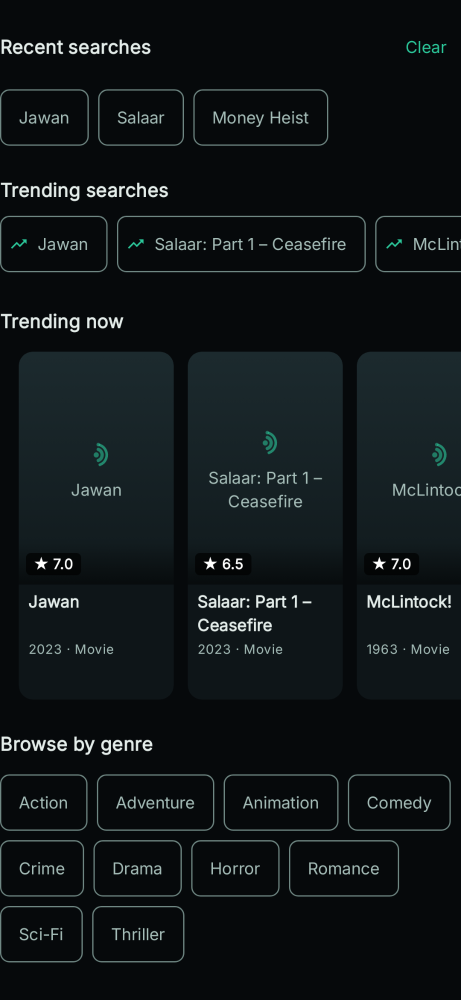 Recent searches
Clear
Jawan
Salaar
Money Heist
Trending searches
Jawan
Salaar: Part 1 – Ceasefire
McLin
Trending now
Jawan
Salaar: Part 1 –
Ceasefire
McLintoc
★ 7.0
★ 6.5
★ 7.0
Jawan
2023 · Movie
Salaar: Part 1 –
Ceasefire
2023 · Movie
McLintock!
1963 · Movie
Browse by genre
Action
Adventure
Animation
Comedy
Crime
Drama
Horror
Romance
Sci-Fi
Thriller